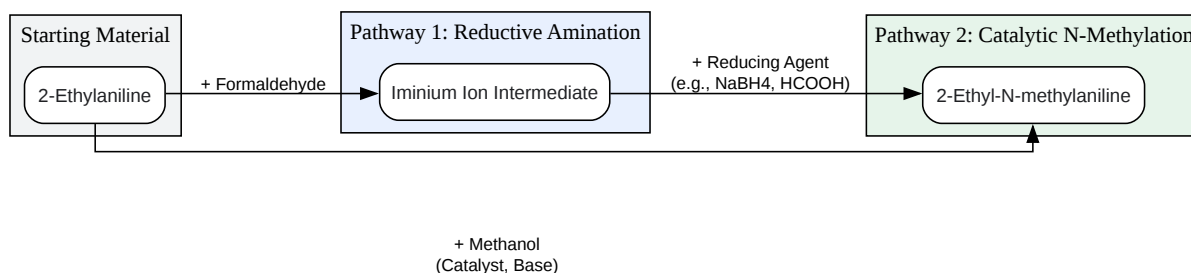 Starting Material
2-Ethylaniline
+ Formaldehyde
Pathway 1: Reductive Amination
Iminium Ion Intermediate
+ Reducing Agent
(e.g., NaBH4, HCOOH)
Pathway 2: Catalytic N-Methylation
2-Ethyl-N-methylaniline
+ Methanol
(Catalyst, Base)